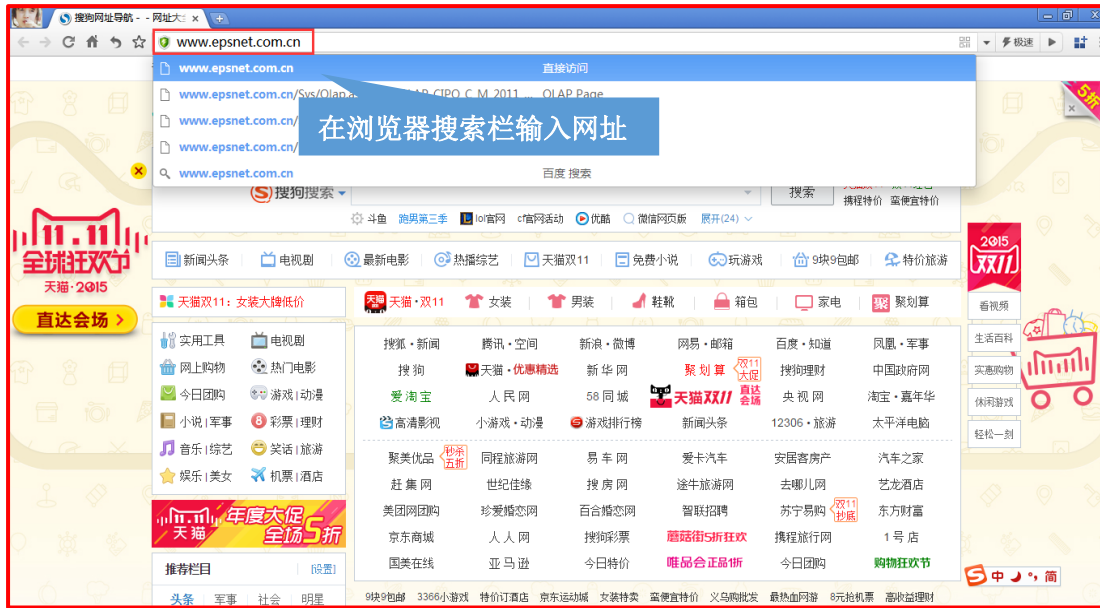 搜狗网址导航 - - 网址大
www.epsnet.com.cn
极速
www.epsnet.com.cn 直接访问
www.epsnet.com.cn/Sys/Olap.a CIPO_C_M_2011 ... OLAP Page
www.epsnet.com.cn/
www.epsnet.com.cn/
www.epsnet.com.cn 百度 搜索
在浏览器搜索栏输入网址
5折
搜狗搜索 搜索
携程特价 蛮便宜特价
斗鱼 跑男第三季 lol官网 cf官网活动 优酷 微信网页版 展开(24)
新闻头条 电视剧 最新电影 热播综艺 天猫双11 免费小说 玩游戏 9块9包邮 特价旅游
11.11
全球狂欢节
天猫·2015
直达会场 >
2015
双11
天猫双11：女装大牌低价
天猫 天猫·双11 女装 男装 鞋靴 箱包 家电 聚 聚划算
看视频
生活百科
实惠购物
休闲游戏
轻松一刻
实用工具 电视剧
网上购物 热门电影
今日团购 游戏|动漫
小说|军事 彩票|理财
音乐|综艺 笑话|旅游
娱乐|美女 机票|酒店
搜狐·新闻 腾讯·空间 新浪·微博 网易·邮箱 百度·知道 凤凰·军事
搜狗 天猫·优惠精选 新华网 聚划算 双11大促 搜狗理财 中国政府网
爱淘宝 人民网 58同城 天猫双11 直达会场 央视网 淘宝·嘉年华
高清影视 小游戏·动漫 游戏排行榜 新闻头条 12306·旅游 太平洋电脑
聚美优品 秒杀五折 同程旅游网 易车网 爱卡汽车 安居客房产 汽车之家
赶集网 世纪佳缘 搜房网 途牛旅游网 去哪儿网 艺龙酒店
美团网团购 珍爱婚恋网 百合婚恋网 智联招聘 苏宁易购 双11抄底 东方财富
京东商城 人人网 搜狗彩票 蘑菇街5折狂欢 携程旅行网 1号店
国美在线 亚马逊 今日特价 唯品会正品1折 今日团购 购物狂欢节
11.11 年度大促
天猫 全场5折
推荐栏目 [设置]
头条 军事 社会 明星
9块9包邮 3366小游戏 特价订酒店 京东运动城 女装特卖 蛮便宜特价 义乌购批发 最热血网游 8元抢机票 高收益理财
中 简